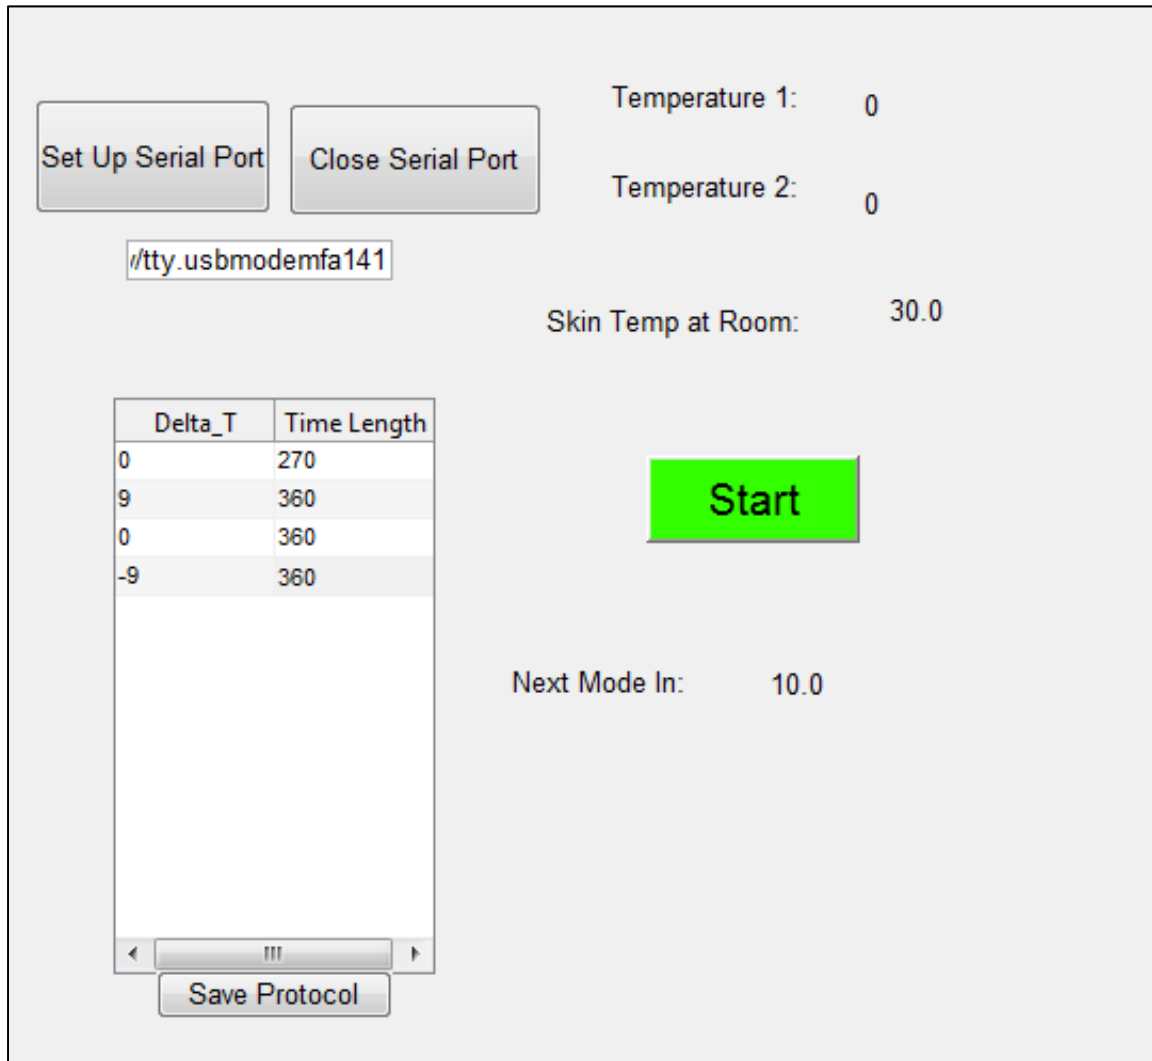 Temperature 1: 0
Set Up Serial Port Close Serial Port
Temperature 2: 0
/tty.usbmodemfa141
Skin Temp at Room: 30.0
Delta_T Time Length
0 270
9 360
0 360
-9 360
Start
Next Mode In: 10.0
Save Protocol